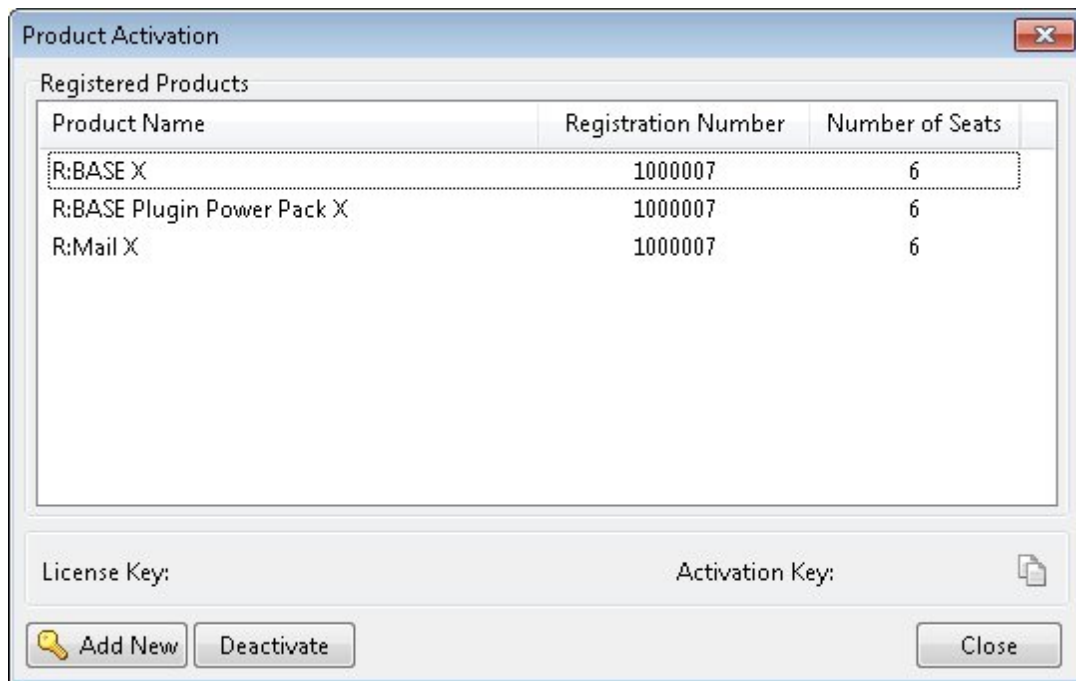 Product Activation
Registered Products
Product Name Registration Number Number of Seats
R:BASE X 1000007 6
R:BASE Plugin Power Pack X 1000007 6
R:Mail X 1000007 6
License Key: Activation Key:
Add New Deactivate Close